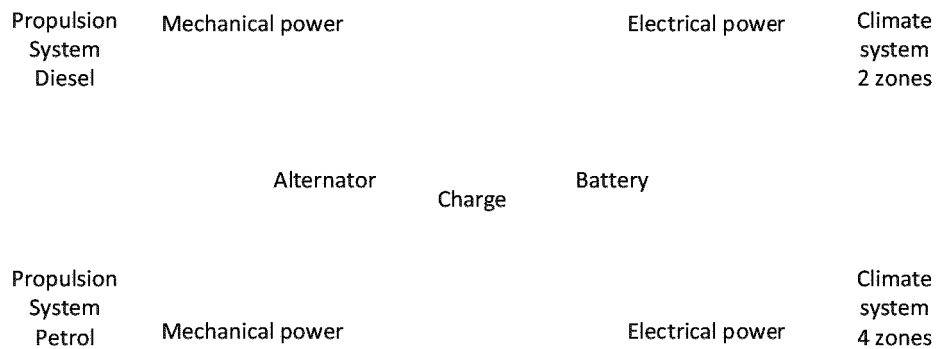 Propulsion
System
Diesel
Mechanical power
Electrical power
Climate
system
2 zones
Alternator
Charge
Battery
Propulsion
System
Petrol
Mechanical power
Electrical power
Climate
system
4 zones